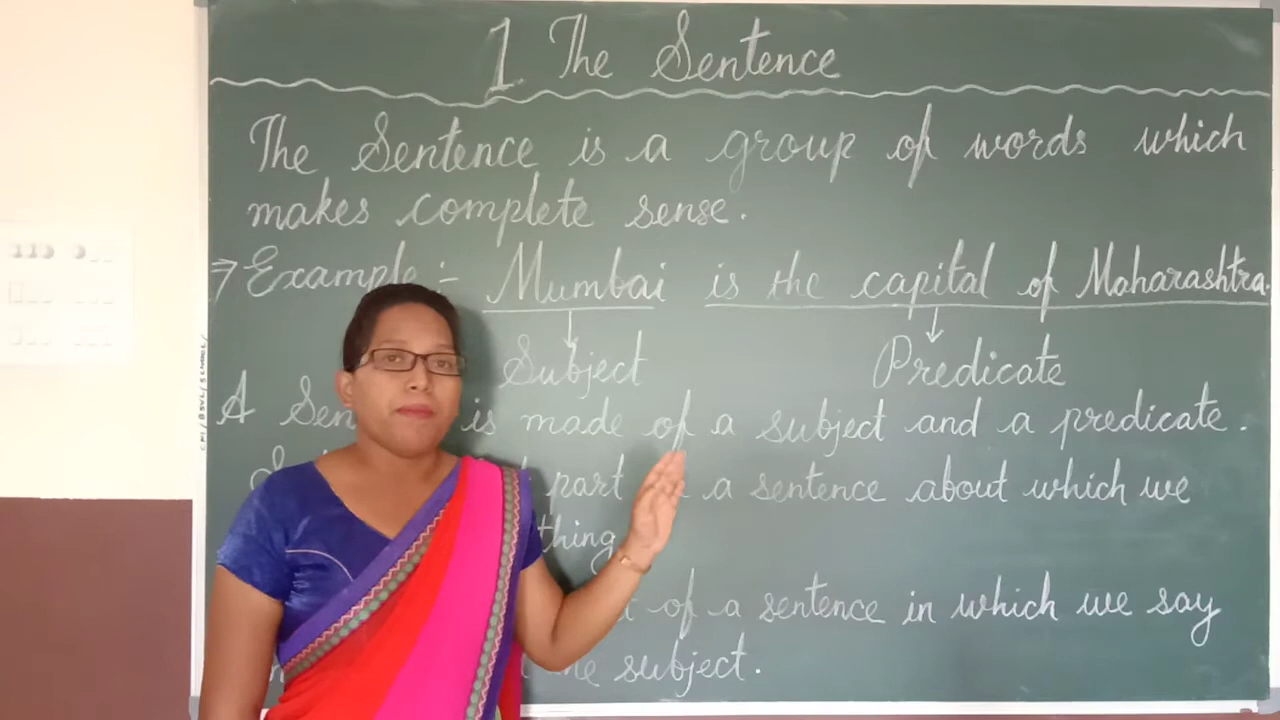 1. The Sentence
The Sentence is a group of words which
makes complete sense.
→ Example :- Mumbai is the capital of Maharashtra.
Subject Predicate
A is made of a subject and a predicate.
part a sentence about which we
thing
of a sentence in which we say
the subject.